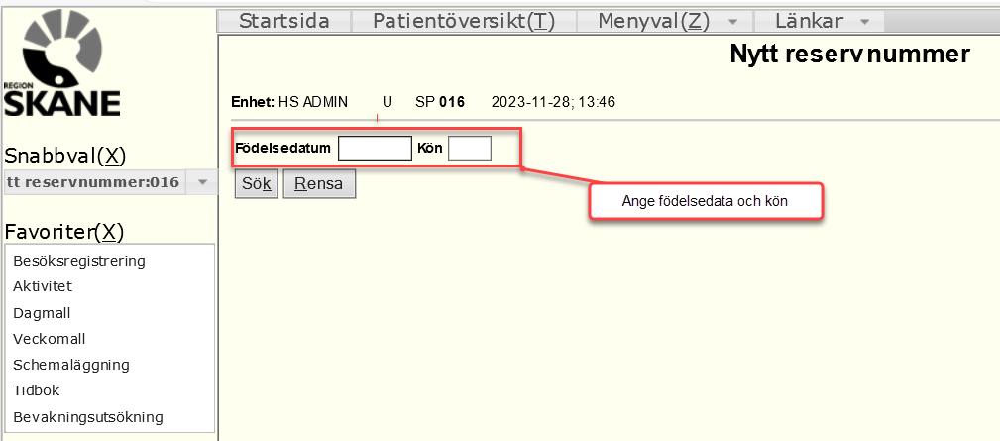 Startsida Patientöversikt(T) Menyval(Z) Länkar
REGION
SKÅNE
Nytt reservnummer
Enhet: HS ADMIN U SP 016 2023-11-28; 13:46
Födelsedatum Kön
Sök Rensa
Ange födelsedata och kön
Snabbval(X)
tt reservnummer:016
Favoriter(X)
Besöksregistrering
Aktivitet
Dagmall
Veckomall
Schemaläggning
Tidbok
Bevakningsutsökning